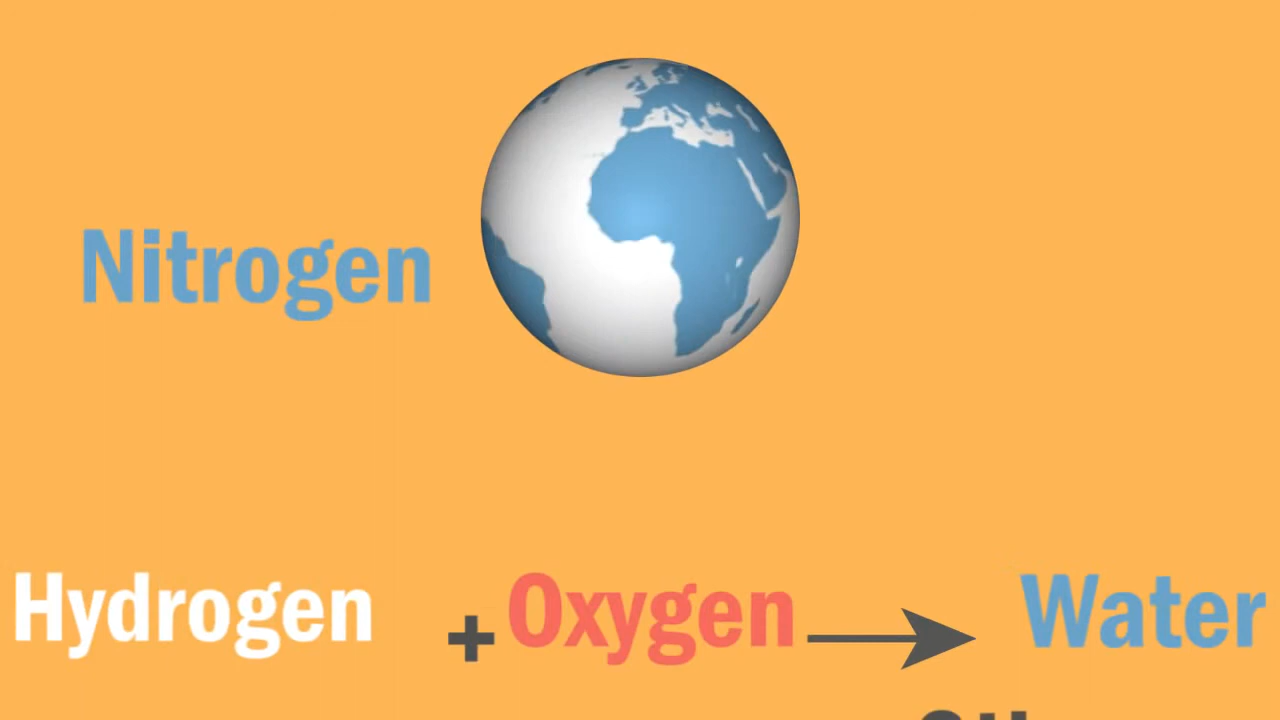 Nitrogen
Hydrogen + Oxygen → Water